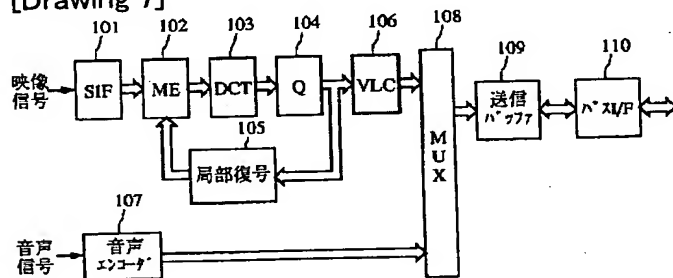 [Drawing 7]
101 102 103 104 106 108
109 110
映像
信号
SIF ME DCT Q VLC
送信
バッファ
バスI/F
105
局部復号
MUX
107
音声
信号
音声
エンコーダ